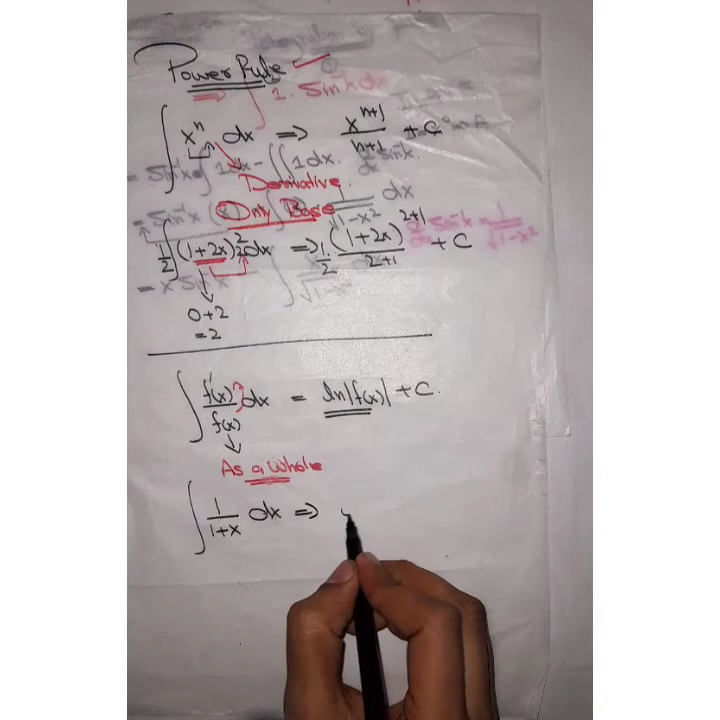 Power Rule ✓
⇒ ∫ 1. Sin⁻¹x dx
∫ xⁿ dx ⇒ xⁿ⁺¹/n+1 + C
Derivative
Only Base
1/2 ∫ (1+2x)² 2dx ⇒ 1/2 . (1+2x)²⁺¹/2+1 + C
0+2
=2
∫ f'(x)/f(x) dx = ln|f(x)| + C.
As a Whole
∫ 1/1+x dx ⇒